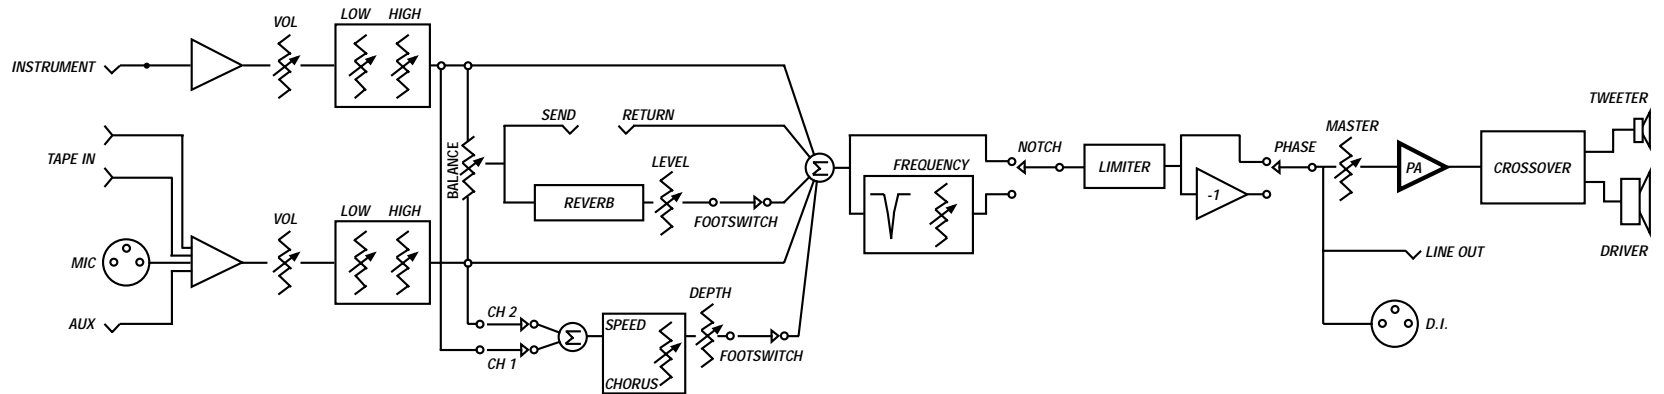 VOL
LOW HIGH
INSTRUMENT
SEND
RETURN
TAPE IN
BALANCE
LEVEL
REVERB
FOOTSWITCH
Σ
FREQUENCY
NOTCH
LIMITER
-1
PHASE
MASTER
PA
CROSSOVER
TWEETER
DRIVER
VOL
LOW HIGH
MIC
AUX
CH 2
CH 1
Σ
SPEED
CHORUS
DEPTH
FOOTSWITCH
LINE OUT
D.I.